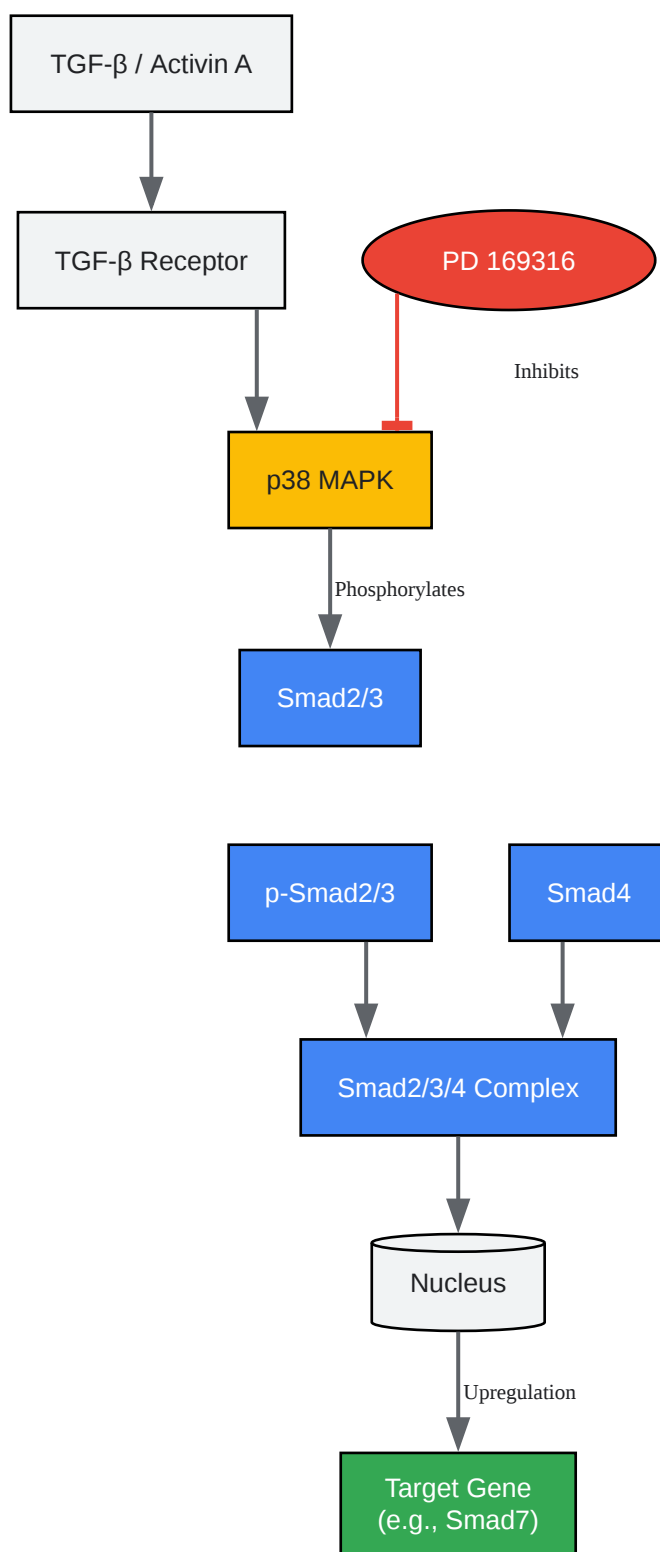 TGF-β / Activin A
TGF-β Receptor
PD 169316
Inhibits
p38 MAPK
Phosphorylates
Smad2/3
p-Smad2/3
Smad4
Smad2/3/4 Complex
Nucleus
Upregulation
Target Gene
(e.g., Smad7)